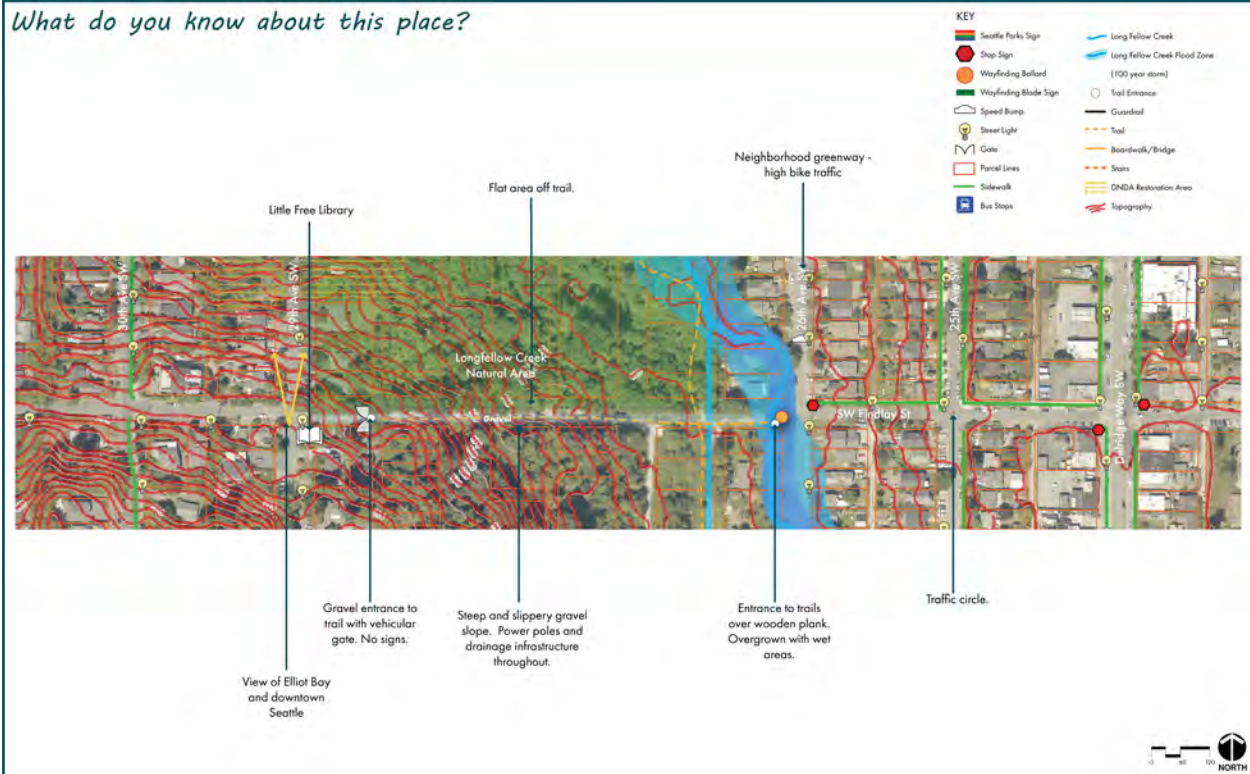 What do you know about this place?
KEY
Seattle Parks Sign
Stop Sign
Wayfinding Bollard
Wayfinding Blade Sign
Speed Bump
Street Light
Gate
Parcel Lines
Sidewalk
Bus Stops
Long Fellow Creek
Long Fellow Creek Flood Zone
(100 year storm)
Trail Entrance
Guardrail
Trail
Boardwalk/Bridge
Stairs
DNDA Restoration Area
Topography
Neighborhood greenway -
high bike traffic
Flat area off trail.
Little Free Library
30th Ave SW
29th Ave SW
26th Ave SW
25th Ave SW
Delridge Way SW
Longfellow Creek
Natural Area
Gravel
SW Findlay St
Gravel entrance to
trail with vehicular
gate. No signs.
Steep and slippery gravel
slope. Power poles and
drainage infrastructure
throughout.
Entrance to trails
over wooden plank.
Overgrown with wet
areas.
Traffic circle.
View of Elliot Bay
and downtown
Seattle
0 60 120
NORTH